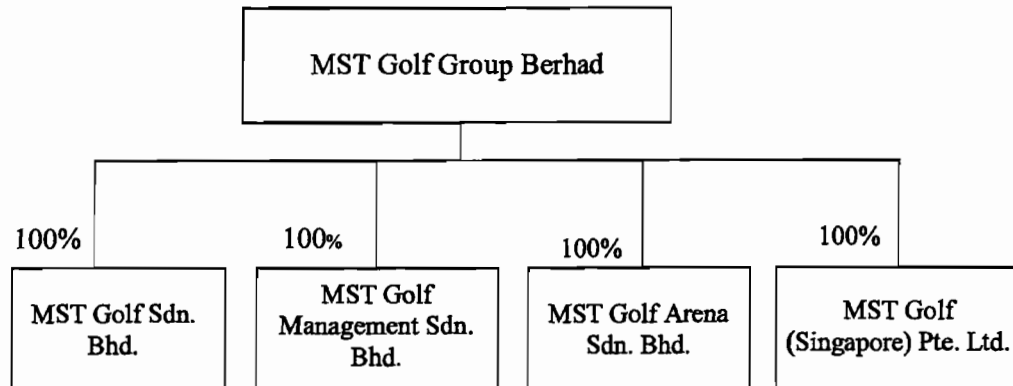 MST Golf Group Berhad
100%
100%
100%
100%
MST Golf Sdn.
Bhd.
MST Golf
Management Sdn.
Bhd.
MST Golf Arena
Sdn. Bhd.
MST Golf
(Singapore) Pte. Ltd.